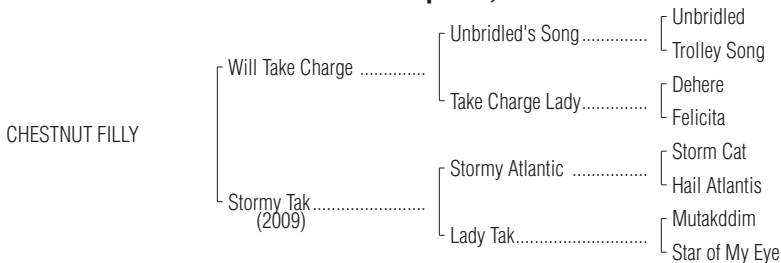 Unbridled
Unbridled's Song..............
Trolley Song
Will Take Charge ..............
Dehere
Take Charge Lady..............
Felicita
CHESTNUT FILLY
Storm Cat
Stormy Atlantic ................
Hail Atlantis
Stormy Tak........................
(2009)
Mutakddim
Lady Tak............................
Star of My Eye